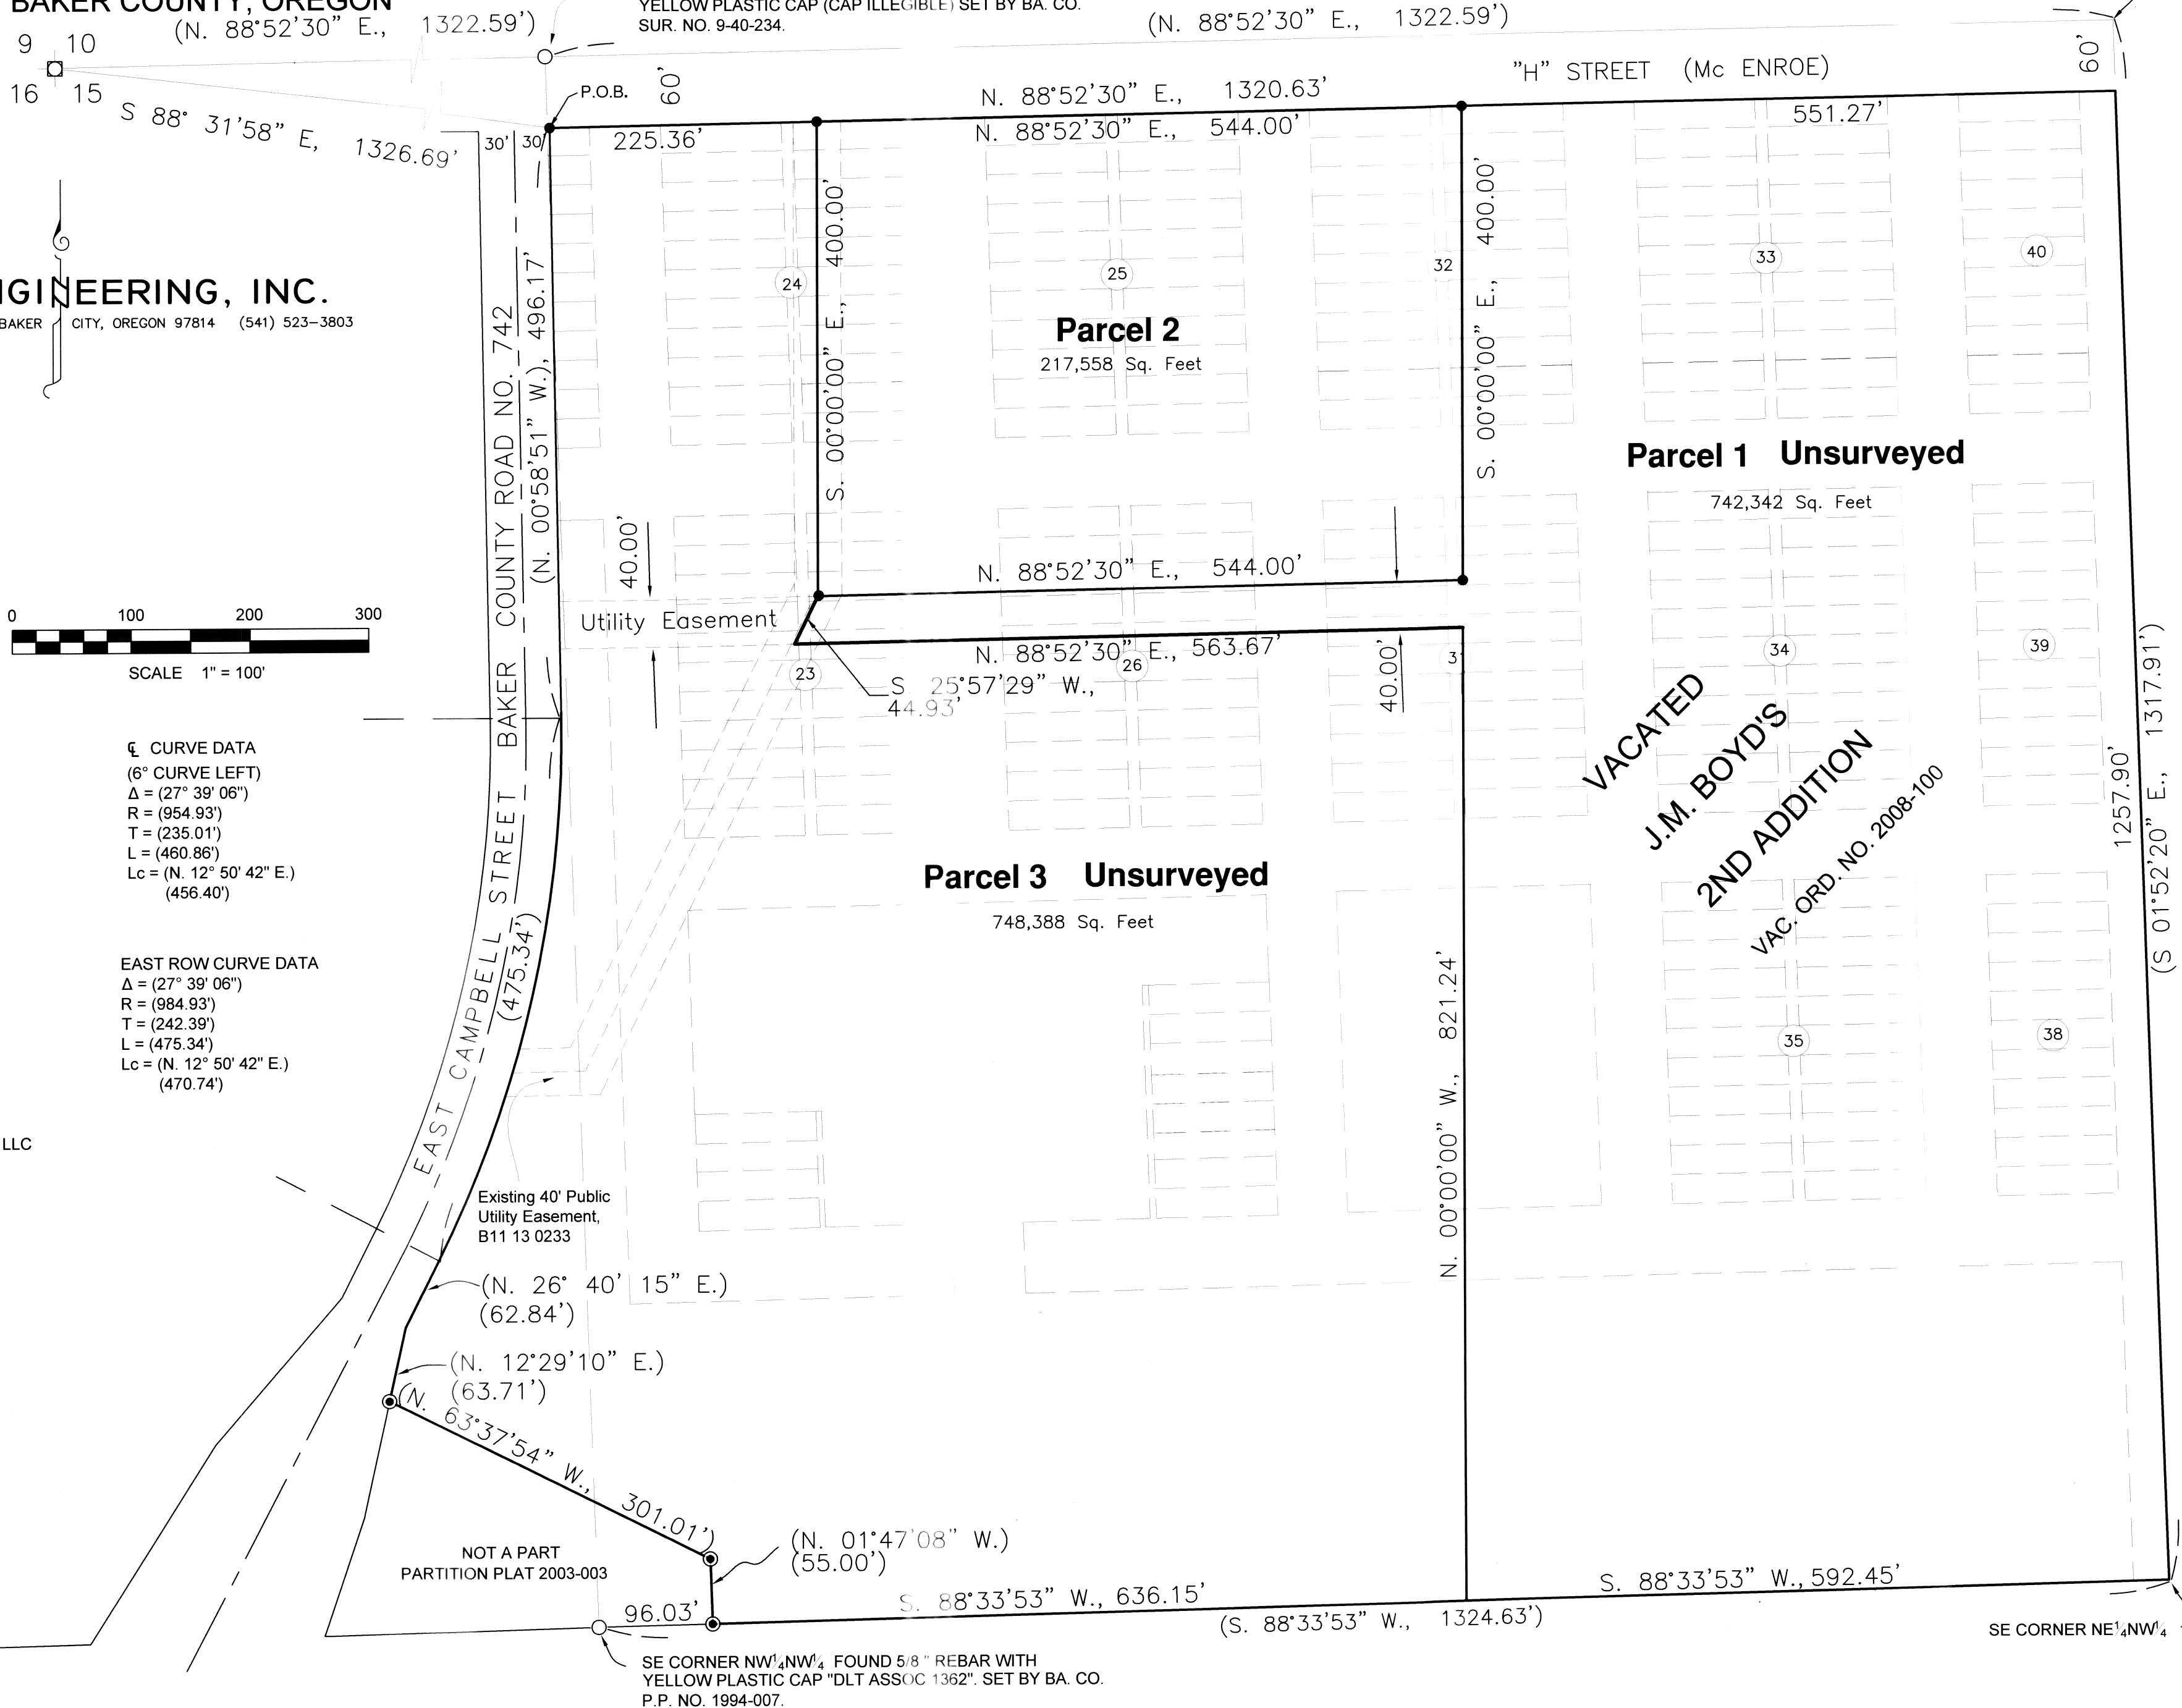 BAKER COUNTY, OREGON
(N. 88°52'30" E., 1322.59')
YELLOW PLASTIC CAP (CAP ILLEGIBLE) SET BY BA. CO.
SUR. NO. 9-40-234.
(N. 88°52'30" E., 1322.59')
9 10
16 15
S 88° 31'58" E, 1326.69'
P.O.B.
60'
"H" STREET (Mc ENROE)
60'
N. 88°52'30" E., 1320.63'
30' 30'
225.36'
N. 88°52'30" E., 544.00'
551.27'
N
GINEERING, INC.
BAKER CITY, OREGON 97814 (541) 523-3803
S. 00°00'00" E., 400.00'
S. 00°00'00" E., 400.00'
24
25
32
33
40
Parcel 2
217,558 Sq. Feet
Parcel 1 Unsurveyed
742,342 Sq. Feet
EAST CAMPBELL STREET BAKER COUNTY ROAD NO. 742
(N. 00°58'51" W.), 496.17'
40.00'
N. 88°52'30" E., 544.00'
Utility Easement
N. 88°52'30" E., 563.67'
40.00'
23
26
3
34
39
S 25°57'29" W.,
44.93'
0 100 200 300
SCALE 1" = 100'
℄ CURVE DATA
(6° CURVE LEFT)
Δ = (27° 39' 06")
R = (954.93')
T = (235.01')
L = (460.86')
Lc = (N. 12° 50' 42" E.)
(456.40')
EAST ROW CURVE DATA
Δ = (27° 39' 06")
R = (984.93')
T = (242.39')
L = (475.34')
Lc = (N. 12° 50' 42" E.)
(470.74')
(475.34')
VACATED
J.M. BOYD'S
2ND ADDITION
VAC. ORD. NO. 2008-100
1257.90'
(S 01°52'20" E., 1317.91')
Parcel 3 Unsurveyed
748,388 Sq. Feet
N. 00°00'00" W., 821.24'
35
38
LLC
Existing 40' Public
Utility Easement,
B11 13 0233
(N. 26° 40' 15" E.)
(62.84')
(N. 12°29'10" E.)
(63.71')
(N. 63°37'54" W., 301.01')
NOT A PART
PARTITION PLAT 2003-003
(N. 01°47'08" W.)
(55.00')
96.03'
S. 88°33'53" W., 636.15'
S. 88°33'53" W., 592.45'
(S. 88°33'53" W., 1324.63')
SE CORNER NE¼NW¼
SE CORNER NW¼NW¼ FOUND 5/8" REBAR WITH
YELLOW PLASTIC CAP "DLT ASSOC 1362". SET BY BA. CO.
P.P. NO. 1994-007.